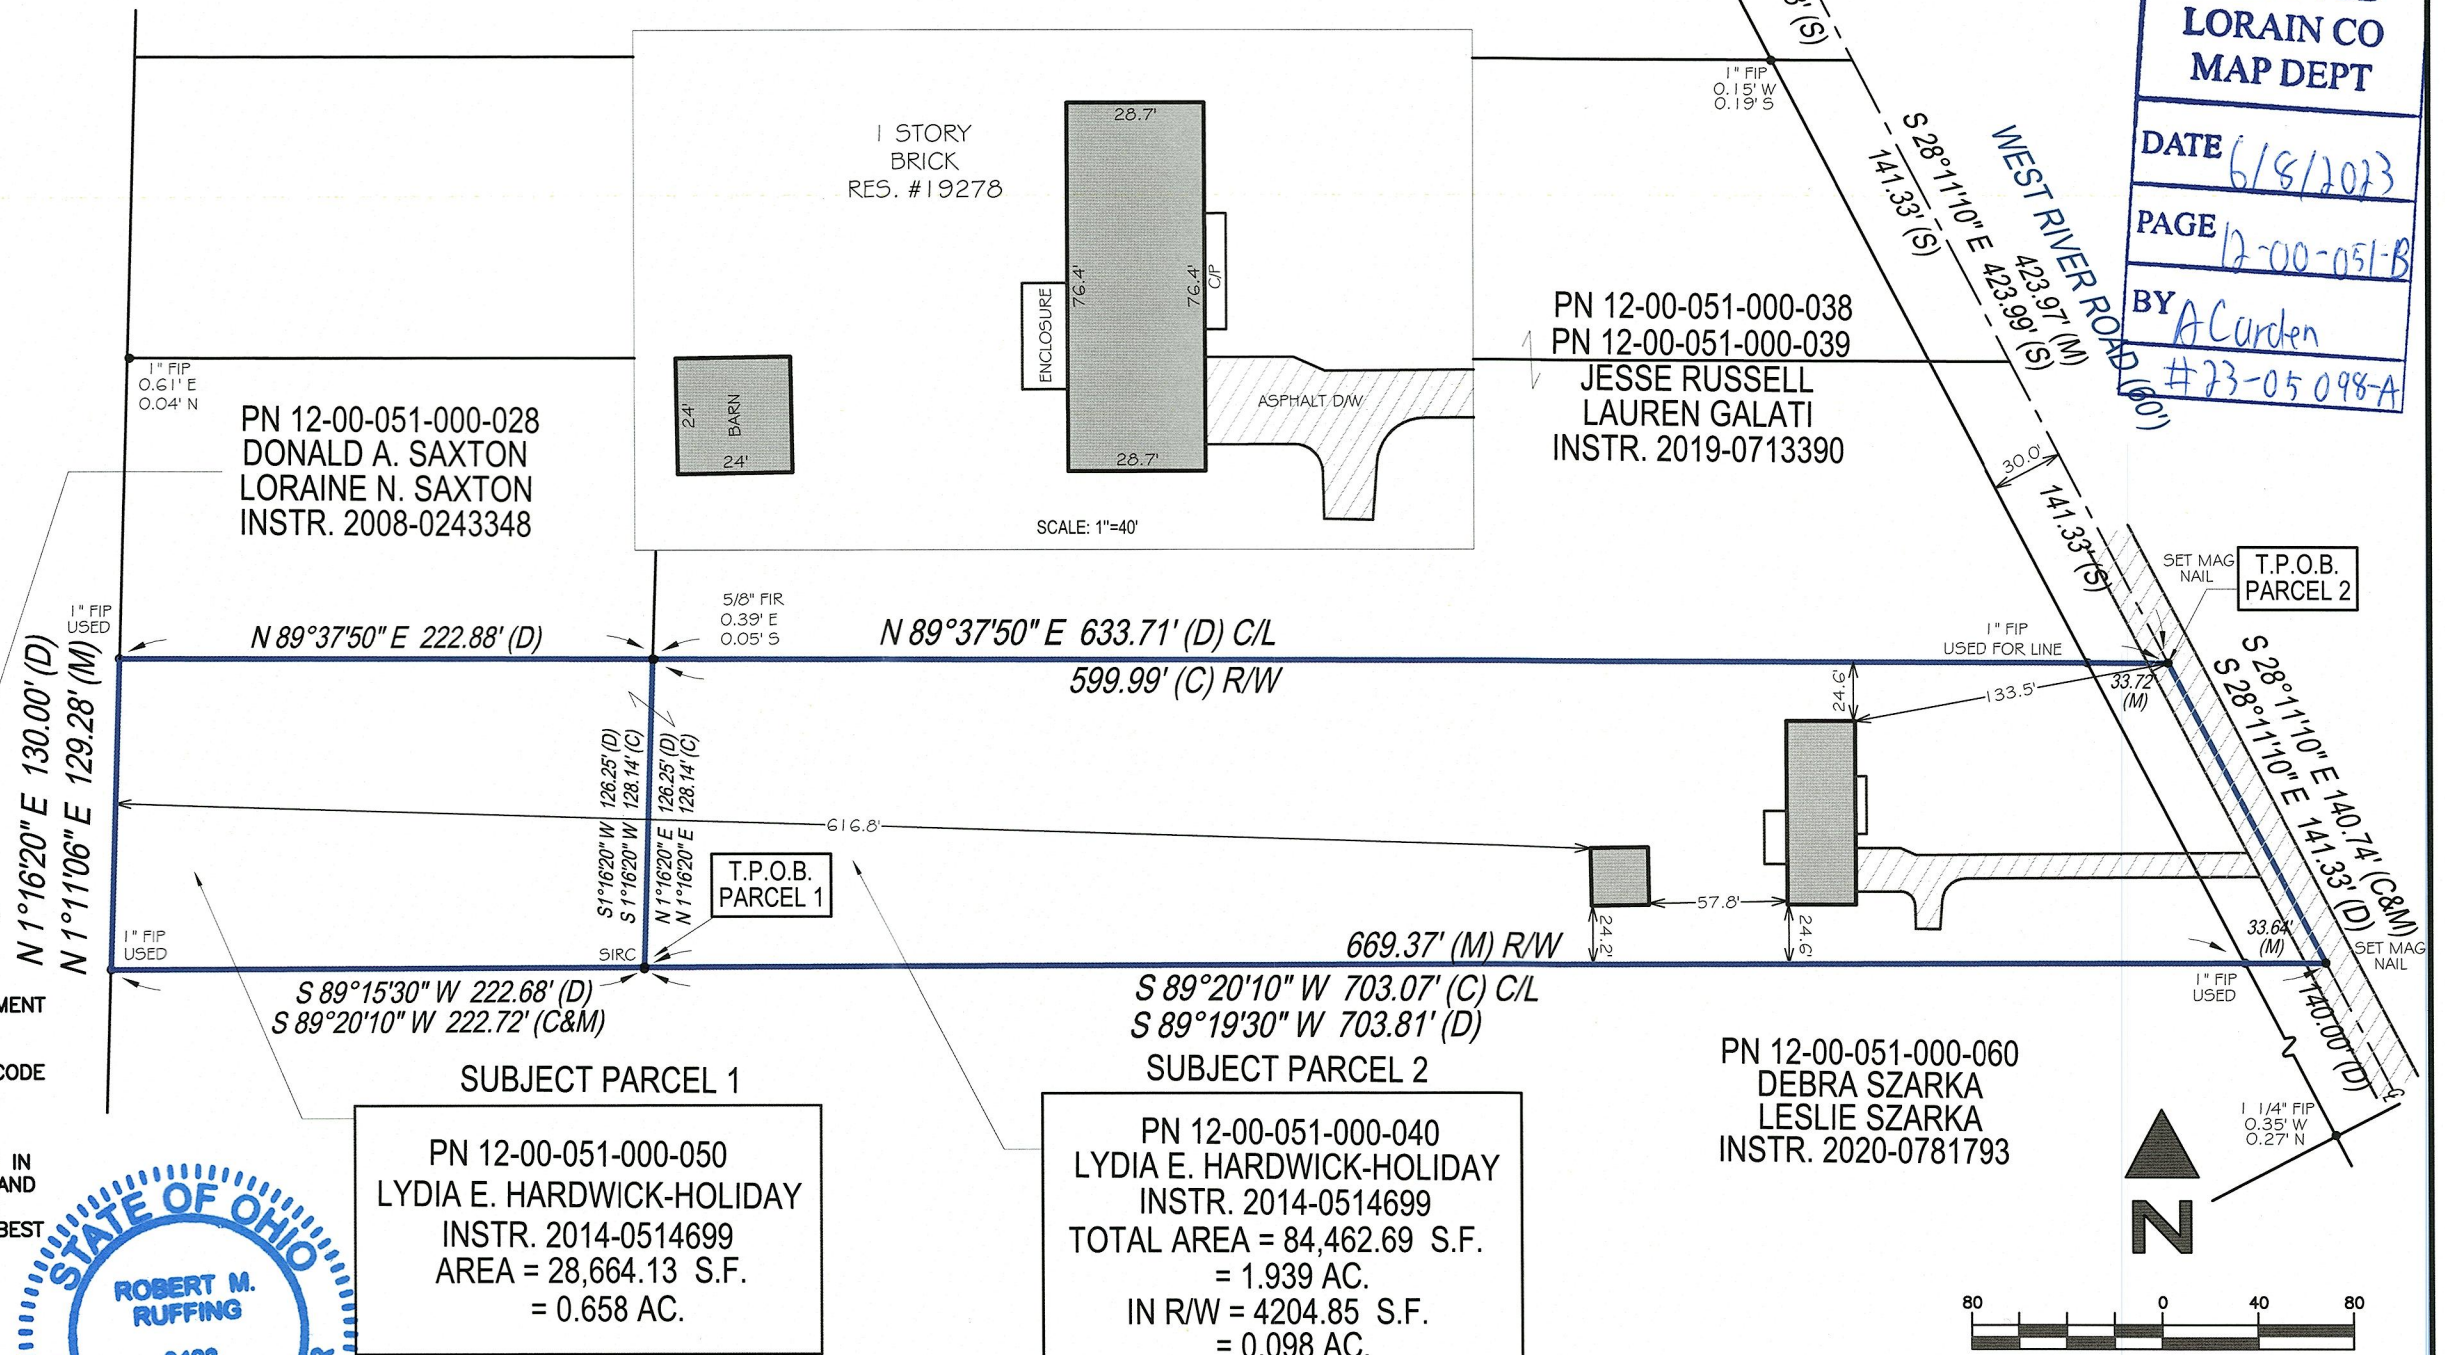 LORAIN CO
MAP DEPT
DATE 6/8/2023
PAGE 12-00-051-B
BY A Carden
#23-05098-A
' (S)
1" FIP
0.15' W
0.19' S
S 28°11'10" E 423.99' (S)
423.97' (M)
141.33' (S)
WEST RIVER ROAD (60')
28.7'
1 STORY
BRICK
RES. #19278
76.4'
76.4'
C/P
ENCLOSURE
BARN
24'
24'
28.7'
ASPHALT D/W
SCALE: 1"=40'
1" FIP
0.61' E
0.04' N
PN 12-00-051-000-028
DONALD A. SAXTON
LORAINE N. SAXTON
INSTR. 2008-0243348
PN 12-00-051-000-038
PN 12-00-051-000-039
JESSE RUSSELL
LAUREN GALATI
INSTR. 2019-0713390
30.0'
141.33' (S)
SET MAG
NAIL
T.P.O.B.
PARCEL 2
1" FIP
USED
N 89°37'50" E 222.88' (D)
5/8" FIR
0.39' E
0.05' S
N 89°37'50" E 633.71' (D) C/L
599.99' (C) R/W
1" FIP
USED FOR LINE
33.72'
(M)
24.6'
133.5'
S 28°11'10" E 140.74' (C&M)
S 28°11'10" E 141.33' (D)
N 1°16'20" E 130.00' (D)
N 1°11'06" E 129.28' (M)
S1°16'20" W 126.25' (D)
S 1°16'20" W 128.14' (C)
N 1°16'20" E 126.25' (D)
N 1°16'20" E 128.14' (C)
616.8'
T.P.O.B.
PARCEL 1
57.8'
24.2'
24.6'
33.64'
(M)
SET MAG
NAIL
1" FIP
USED
SIRC
669.37' (M) R/W
1" FIP
USED
S 89°15'30" W 222.68' (D)
S 89°20'10" W 222.72' (C&M)
S 89°20'10" W 703.07' (C) C/L
S 89°19'30" W 703.81' (D)
140.00' (D)
MENT
CODE
IN
AND
BEST
SUBJECT PARCEL 1
PN 12-00-051-000-050
LYDIA E. HARDWICK-HOLIDAY
INSTR. 2014-0514699
AREA = 28,664.13 S.F.
= 0.658 AC.
SUBJECT PARCEL 2
PN 12-00-051-000-040
LYDIA E. HARDWICK-HOLIDAY
INSTR. 2014-0514699
TOTAL AREA = 84,462.69 S.F.
= 1.939 AC.
IN R/W = 4204.85 S.F.
= 0.098 AC.
PN 12-00-051-000-060
DEBRA SZARKA
LESLIE SZARKA
INSTR. 2020-0781793
1 1/4" FIP
0.35' W
0.27' N
N
80 0 40 80
STATE OF OHIO
ROBERT M.
RUFFING